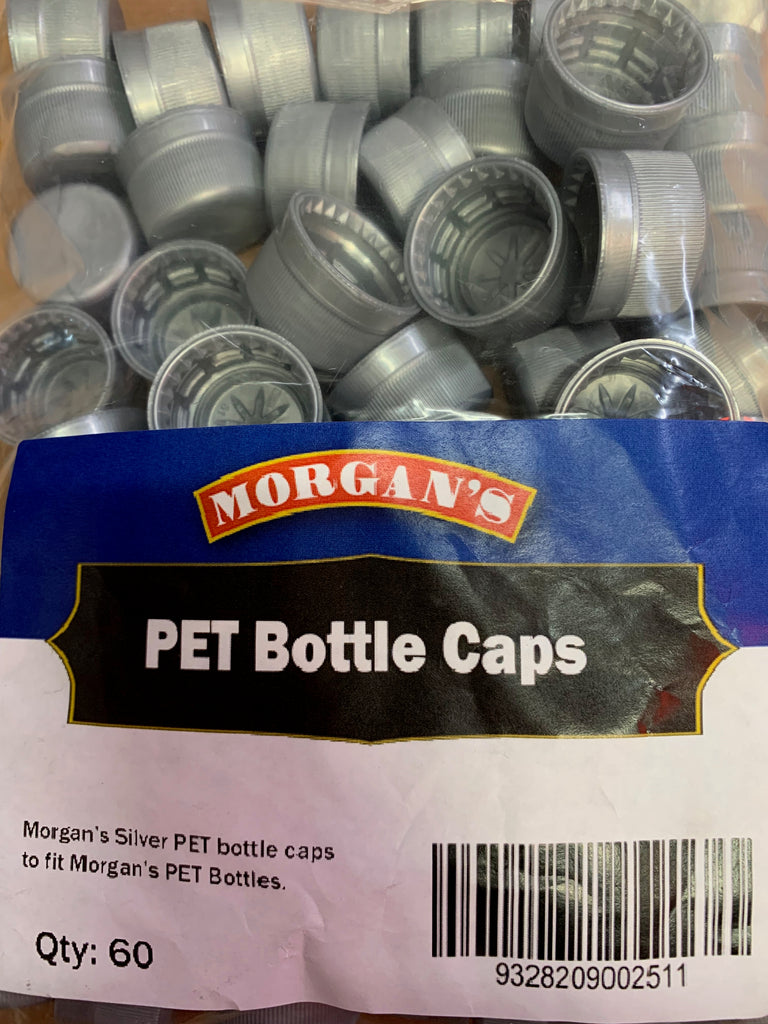 MORGAN'S
PET Bottle Caps
Morgan's Silver PET bottle caps
to fit Morgan's PET Bottles.
Qty: 60
9328209002511